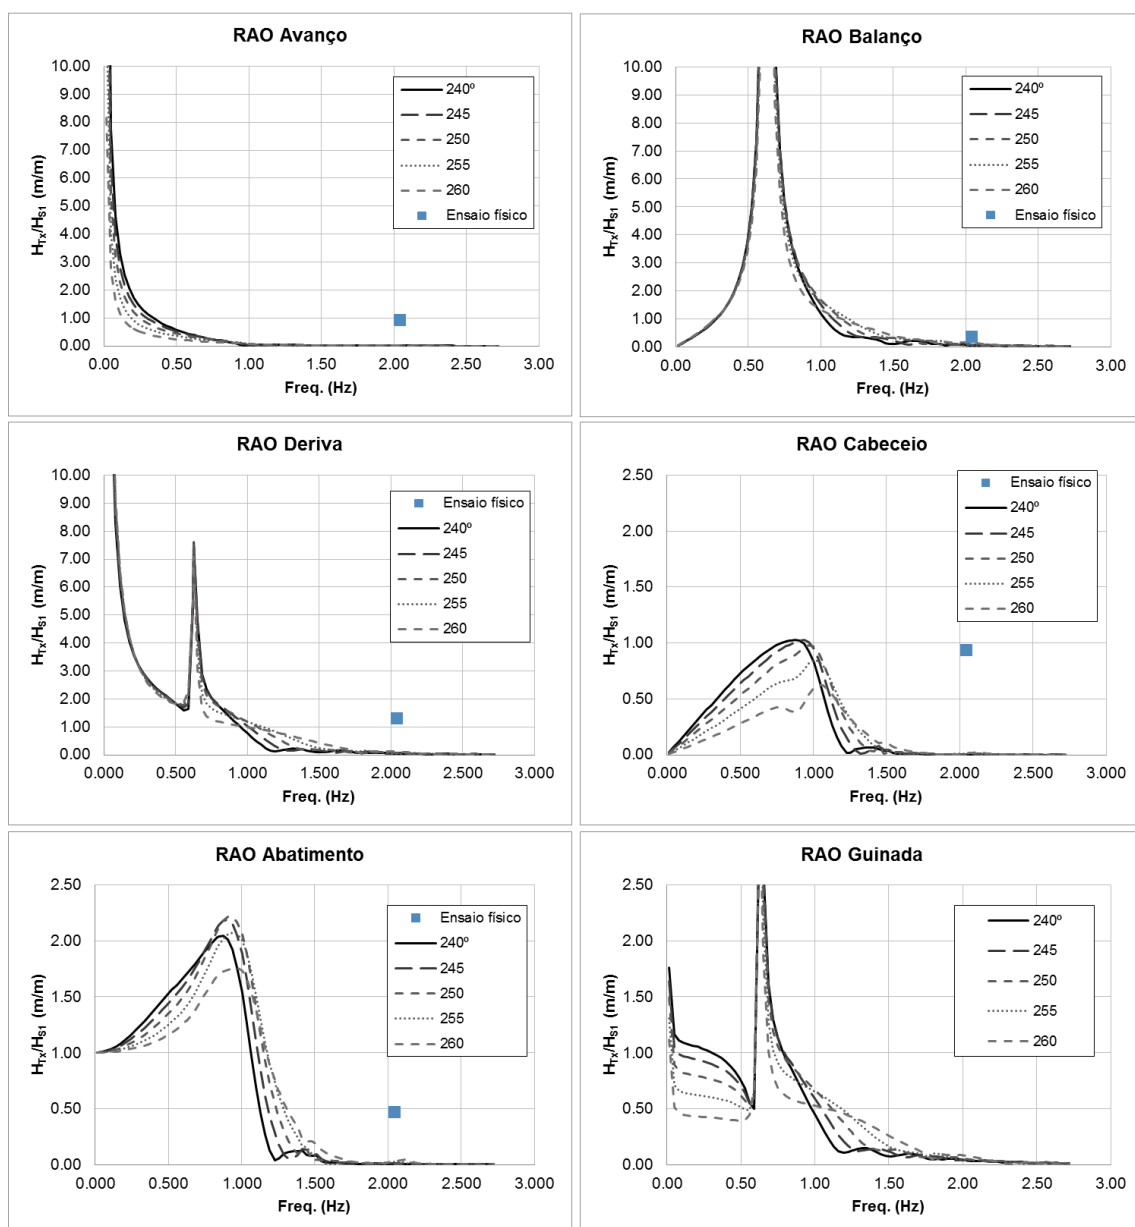 RAO Avanço
10.00
9.00
8.00
7.00
6.00
5.00
4.00
3.00
2.00
1.00
0.00
H_Tx/H_S1 (m/m)
0.00 0.50 1.00 1.50 2.00 2.50 3.00
Freq. (Hz)
240º
245
250
255
260
Ensaio físico
RAO Balanço
10.00
9.00
8.00
7.00
6.00
5.00
4.00
3.00
2.00
1.00
0.00
H_Tx/H_S1 (m/m)
0.00 0.50 1.00 1.50 2.00 2.50 3.00
Freq. (Hz)
240º
245
250
255
260
Ensaio físico
RAO Deriva
10.00
9.00
8.00
7.00
6.00
5.00
4.00
3.00
2.00
1.00
0.00
H_Tx/H_S1 (m/m)
0.000 0.500 1.000 1.500 2.000 2.500 3.000
Freq. (Hz)
Ensaio físico
240º
245
250
255
260
RAO Cabeceio
2.50
2.00
1.50
1.00
0.50
0.00
H_Tx/H_S1 (m/m)
0.000 0.500 1.000 1.500 2.000 2.500 3.000
Freq. (Hz)
Ensaio físico
240º
245
250
255
260
RAO Abatimento
2.50
2.00
1.50
1.00
0.50
0.00
H_Tx/H_S1 (m/m)
0.000 0.500 1.000 1.500 2.000 2.500 3.000
Freq. (Hz)
Ensaio físico
240º
245
250
255
260
RAO Guinada
2.50
2.00
1.50
1.00
0.50
0.00
H_Tx/H_S1 (m/m)
0.00 0.50 1.00 1.50 2.00 2.50 3.00
Freq. (Hz)
240º
245
250
255
260